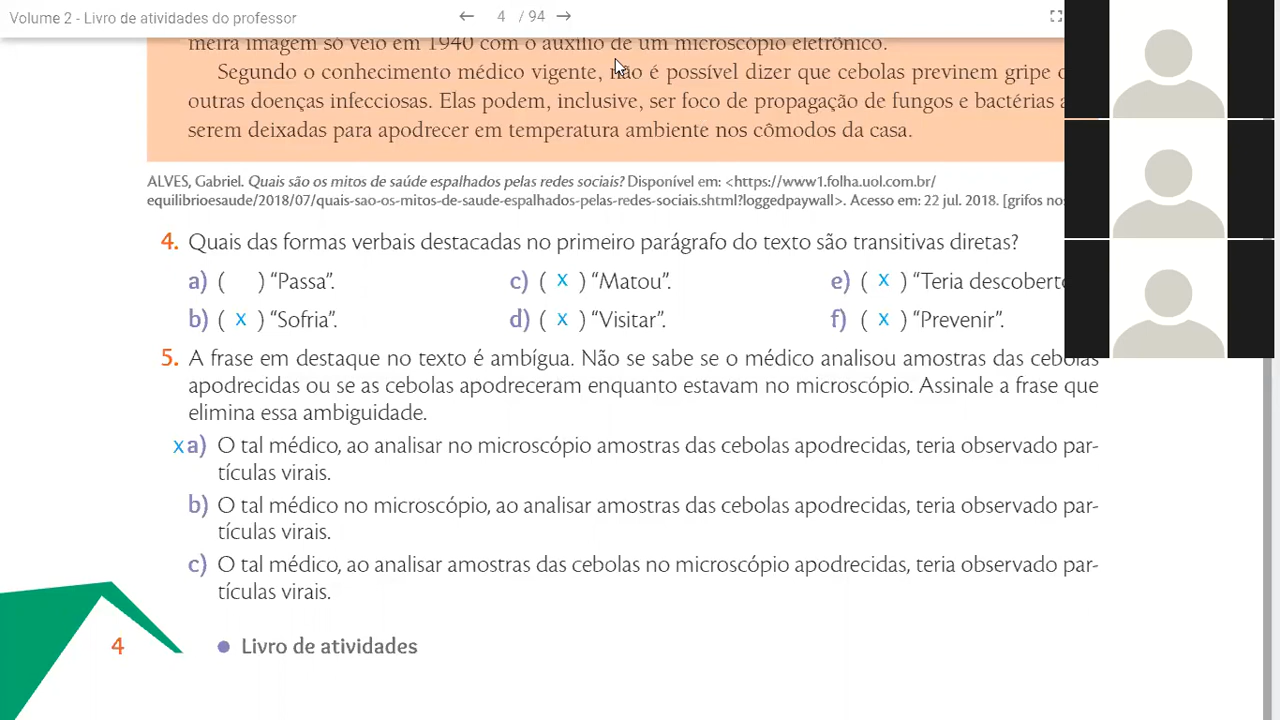 Volume 2 - Livro de atividades do professor
← 4 / 94 →
meira imagem só veio em 1940 com o auxílio de um microscópio eletrônico.
Segundo o conhecimento médico vigente, não é possível dizer que cebolas previnem gripe
outras doenças infecciosas. Elas podem, inclusive, ser foco de propagação de fungos e bactérias
serem deixadas para apodrecer em temperatura ambiente nos cômodos da casa.
ALVES, Gabriel. Quais são os mitos de saúde espalhados pelas redes sociais? Disponível em: <https://www1.folha.uol.com.br/
equilibrioesaude/2018/07/quais-sao-os-mitos-de-saude-espalhados-pelas-redes-sociais.shtml?loggedpaywall>. Acesso em: 22 jul. 2018. [grifos
4. Quais das formas verbais destacadas no primeiro parágrafo do texto são transitivas diretas?
a) ( ) “Passa”. c) ( x ) “Matou”. e) ( x ) “Teria
b) ( x ) “Sofria”. d) ( x ) “Visitar”. f) ( x ) “Prevenir”.
5. A frase em destaque no texto é ambígua. Não se sabe se o médico analisou amostras das cebolas
apodrecidas ou se as cebolas apodreceram enquanto estavam no microscópio. Assinale a frase que
elimina essa ambiguidade.
x a) O tal médico, ao analisar no microscópio amostras das cebolas apodrecidas, teria observado par-
tículas virais.
b) O tal médico no microscópio, ao analisar amostras das cebolas apodrecidas, teria observado par-
tículas virais.
c) O tal médico, ao analisar amostras das cebolas no microscópio apodrecidas, teria observado par-
tículas virais.
4 ● Livro de atividades